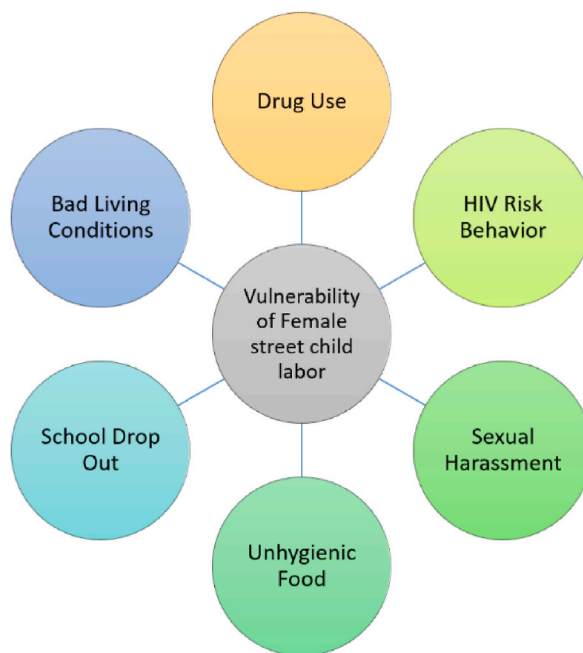 Drug Use
HIV Risk
Behavior
Sexual
Harassment
Unhygienic
Food
School Drop
Out
Bad Living
Conditions
Vulnerability
of Female
street child
labor